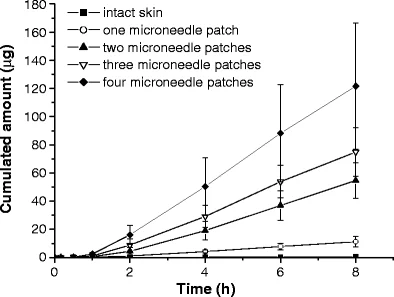 180
160
140
120
100
80
60
40
20
0
Cumulated amount (µg)
intact skin
one microneedle patch
two microneedle patches
three microneedle patches
four microneedle patches
0 2 4 6 8
Time (h)